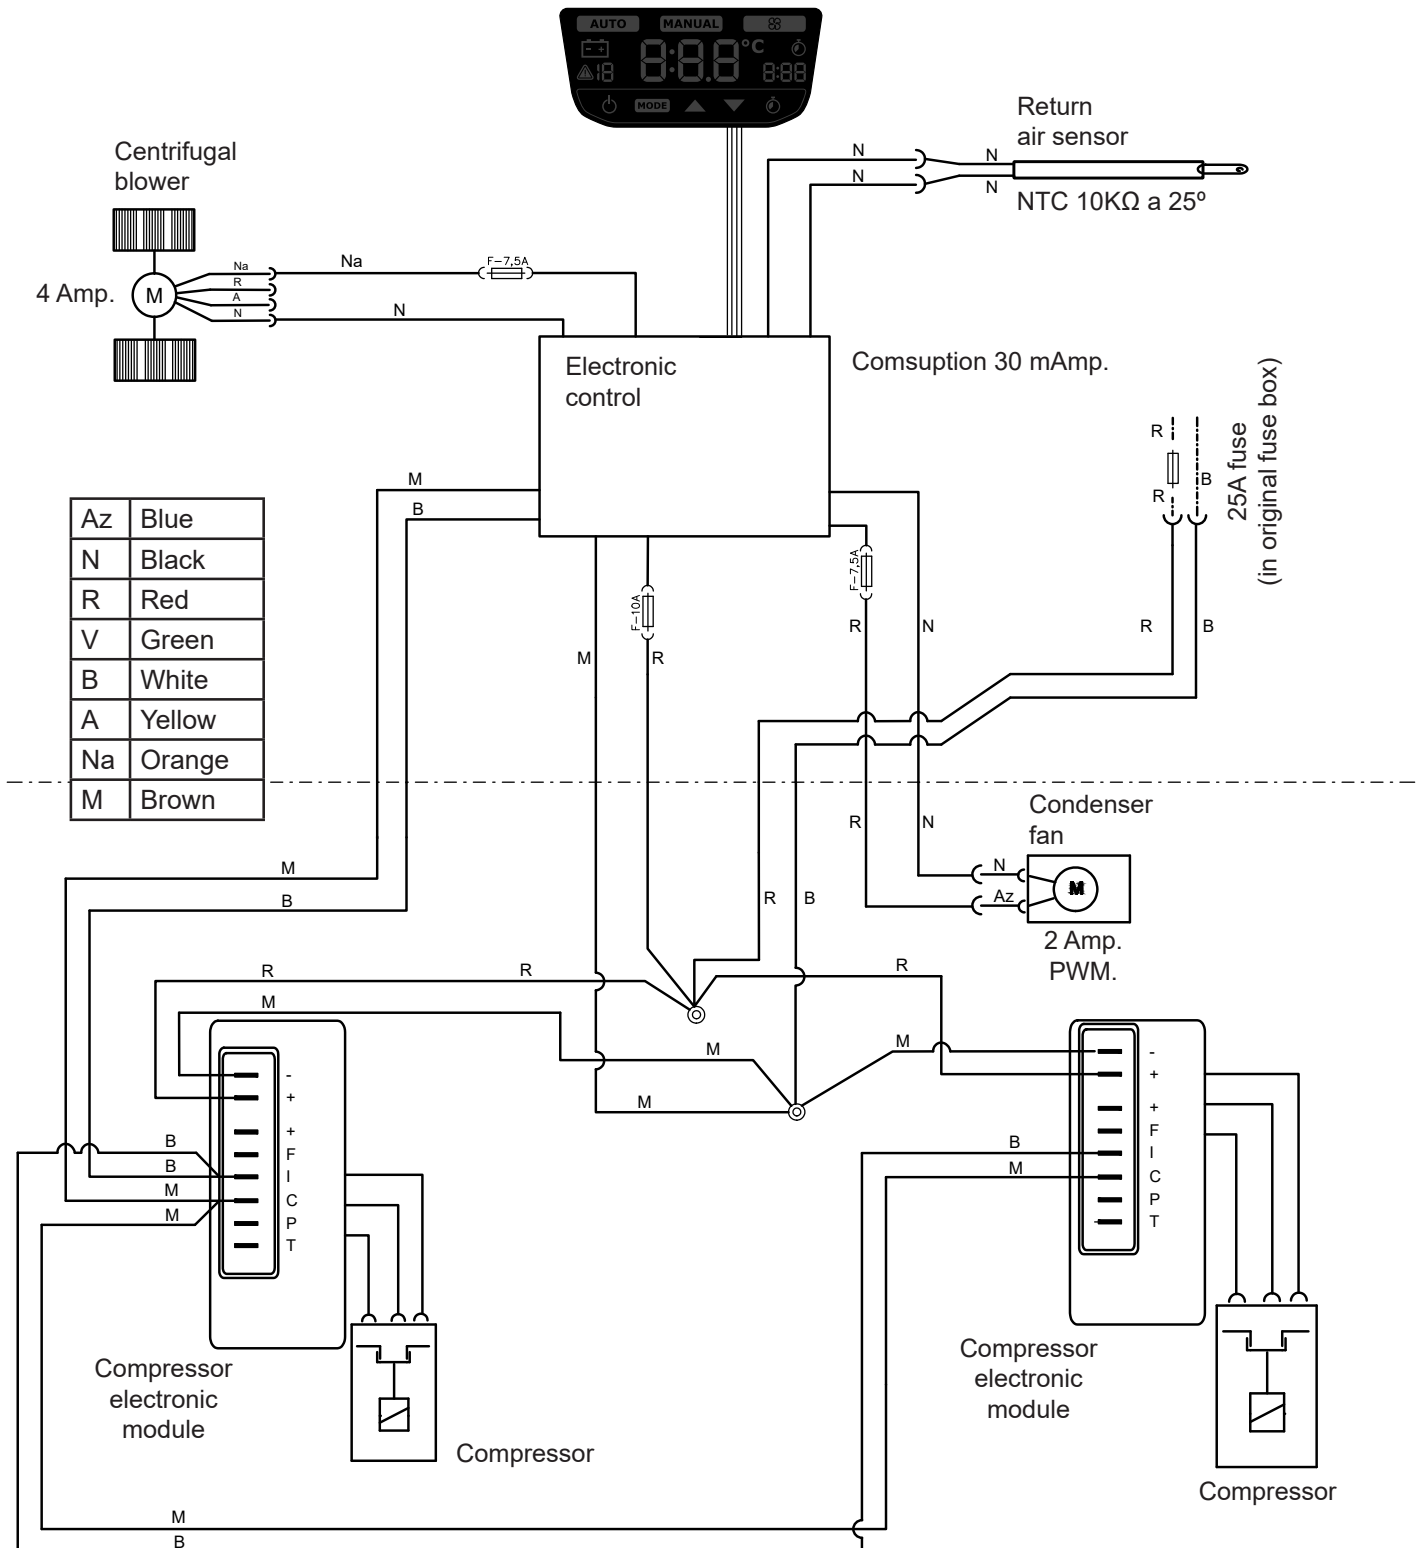 AUTO MANUAL
8:8.8 °C
18 8:88
MODE
Return
air sensor
N N
N N
NTC 10KΩ a 25º
Centrifugal
blower
4 Amp.
M
Na Na F-7,5A
R
A
N N
Electronic
control
Comsuption 30 mAmp.
R
R
B
25A fuse
(in original fuse box)
M
B
F-10A
F-7,5A
M R
R N
R B
Az Blue
N Black
R Red
V Green
B White
A Yellow
Na Orange
M Brown
R N
Condenser
fan
N
Az
M
2 Amp.
PWM.
M
B
R B
R R R
M
M M
M
-
+
+
F
I
C
P
T
B
B
M
M
-
+
+
F
I
C
P
T
B
M
Compressor
electronic
module
Compressor
Compressor
electronic
module
Compressor
M
B